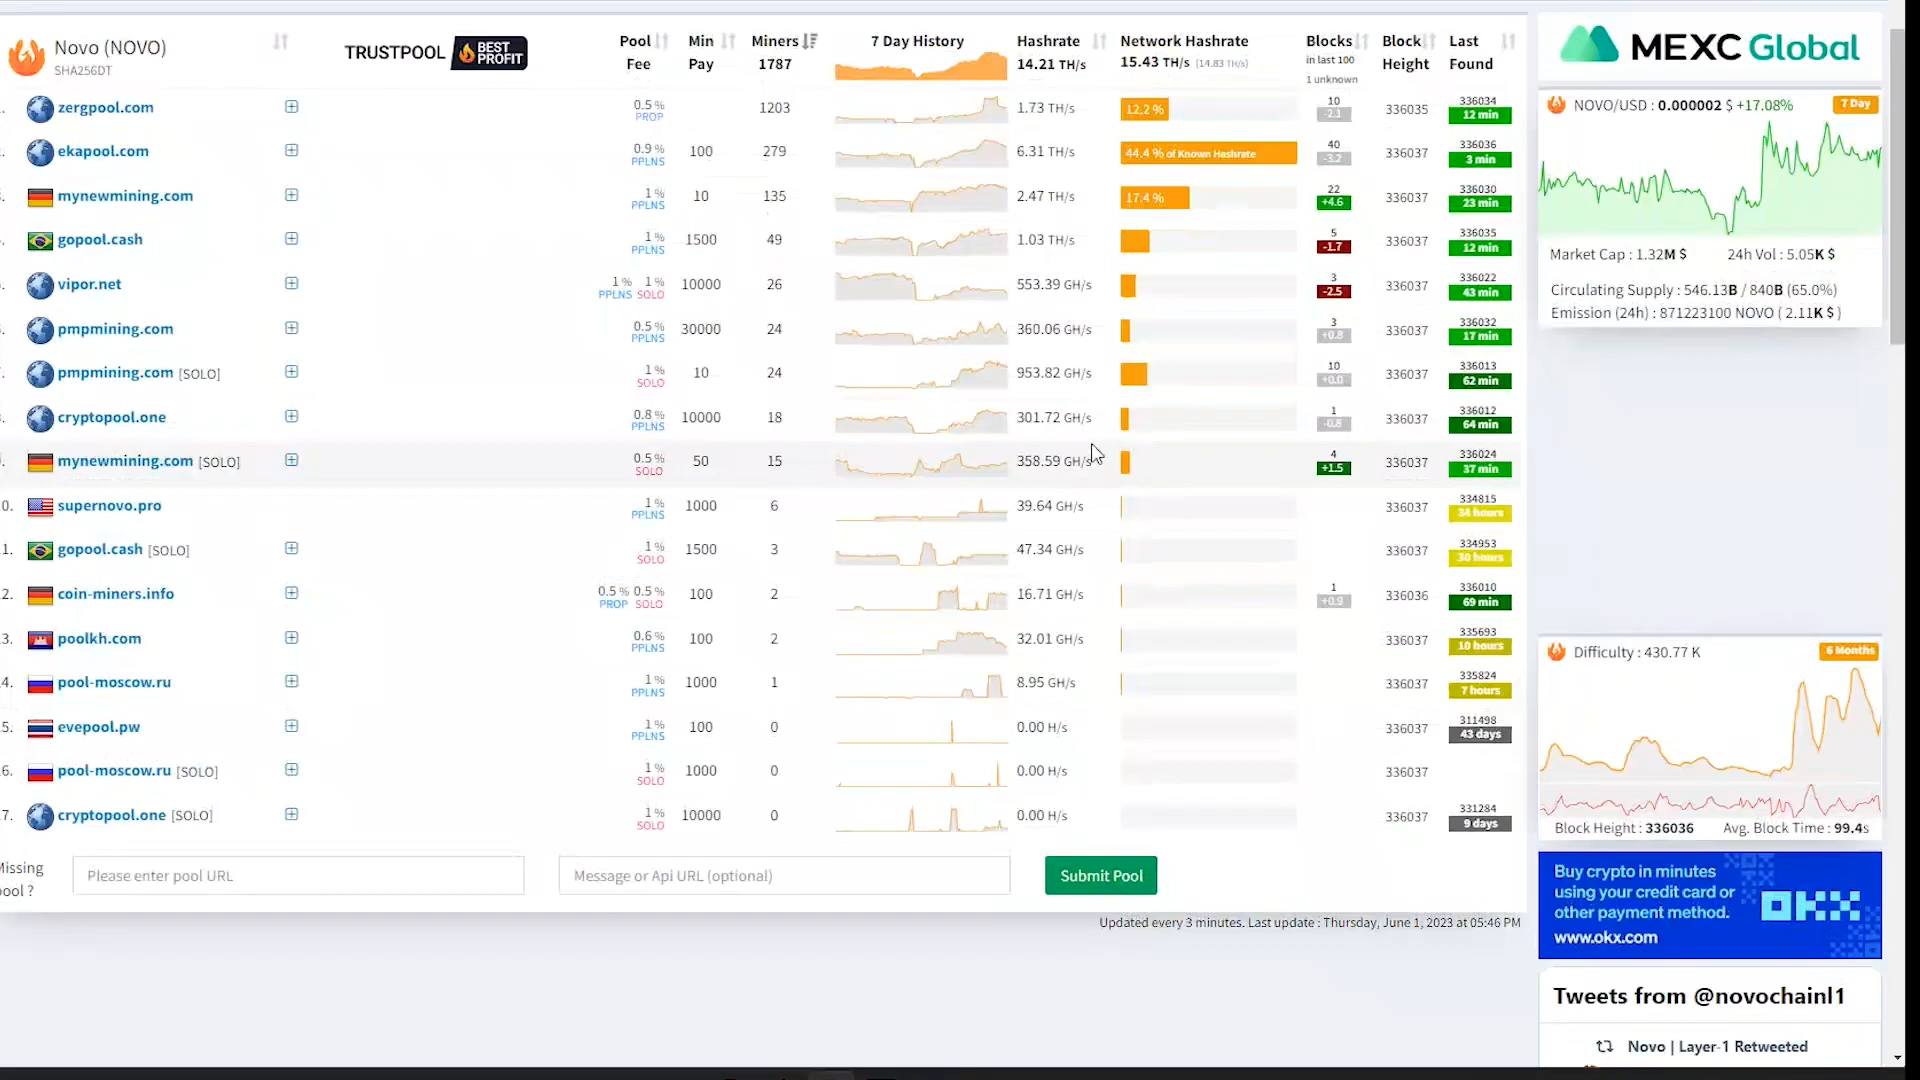 Novo (NOVO)
SHA256DT
TRUSTPOOL BEST PROFIT
Pool Fee
Min Pay
Miners 1787
7 Day History
Hashrate 14.21 TH/s
Network Hashrate 15.43 TH/s (14.83 TH/s)
Blocks in last 100 1 unknown
Block Height
Last Found
zergpool.com 0.5 % PROP 1203 1.73 TH/s 12.2 % 10 -2.1 336035 336034 12 min
ekapool.com 0.9 % PPLNS 100 279 6.31 TH/s 44.4 % of Known Hashrate 40 -3.2 336037 336036 3 min
mynewmining.com 1 % PPLNS 10 135 2.47 TH/s 17.4 % 22 +4.6 336037 336030 23 min
gopool.cash 1 % PPLNS 1500 49 1.03 TH/s 5 -1.7 336037 336035 12 min
vipor.net 1 % PPLNS 1 % SOLO 10000 26 553.39 GH/s 3 -2.5 336037 336022 43 min
pmpmining.com 0.5 % PPLNS 30000 24 360.06 GH/s 3 +0.8 336037 336032 17 min
pmpmining.com [SOLO] 1 % SOLO 10 24 953.82 GH/s 10 +0.0 336037 336013 62 min
cryptopool.one 0.8 % PPLNS 10000 18 301.72 GH/s 1 -0.8 336037 336012 64 min
mynewmining.com [SOLO] 0.5 % SOLO 50 15 358.59 GH/s 4 +1.5 336037 336024 37 min
0. supernovo.pro 1 % PPLNS 1000 6 39.64 GH/s 336037 334815 34 hours
1. gopool.cash [SOLO] 1 % SOLO 1500 3 47.34 GH/s 336037 334953 30 hours
2. coin-miners.info 0.5 % PROP 0.5 % SOLO 100 2 16.71 GH/s 1 +0.9 336036 336010 69 min
3. poolkh.com 0.6 % PPLNS 100 2 32.01 GH/s 336037 335693 10 hours
4. pool-moscow.ru 1 % PPLNS 1000 1 8.95 GH/s 336037 335824 7 hours
5. evepool.pw 1 % PPLNS 100 0 0.00 H/s 336037 311498 43 days
6. pool-moscow.ru [SOLO] 1 % SOLO 1000 0 0.00 H/s 336037
7. cryptopool.one [SOLO] 1 % SOLO 10000 0 0.00 H/s 336037 331284 9 days
Missing pool ?
Please enter pool URL
Message or Api URL (optional)
Submit Pool
Updated every 3 minutes. Last update : Thursday, June 1, 2023 at 05:46 PM
MEXC Global
NOVO/USD : 0.000002 $ +17.08% 7 Day
Market Cap : 1.32M $ 24h Vol : 5.05K $
Circulating Supply : 546.13B / 840B (65.0%)
Emission (24h) : 871223100 NOVO ( 2.11K $ )
Difficulty : 430.77 K 6 Months
Block Height : 336036 Avg. Block Time : 99.4s
Buy crypto in minutes
using your credit card or
other payment method.
www.okx.com
OKX
Tweets from @novochainl1
Novo | Layer-1 Retweeted